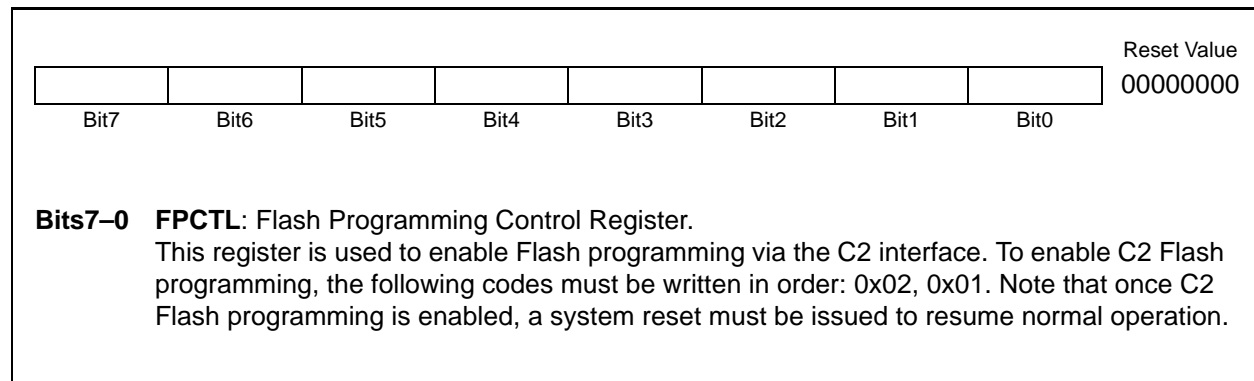 Reset Value
00000000
Bit7 Bit6 Bit5 Bit4 Bit3 Bit2 Bit1 Bit0
Bits7–0 FPCTL: Flash Programming Control Register.
This register is used to enable Flash programming via the C2 interface. To enable C2 Flash
programming, the following codes must be written in order: 0x02, 0x01. Note that once C2
Flash programming is enabled, a system reset must be issued to resume normal operation.